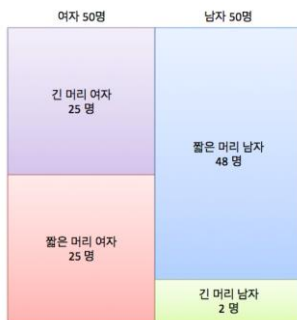 여자 50명
남자 50명
긴 머리 여자
25 명
짧은 머리 남자
48 명
짧은 머리 여자
25 명
긴 머리 남자
2 명